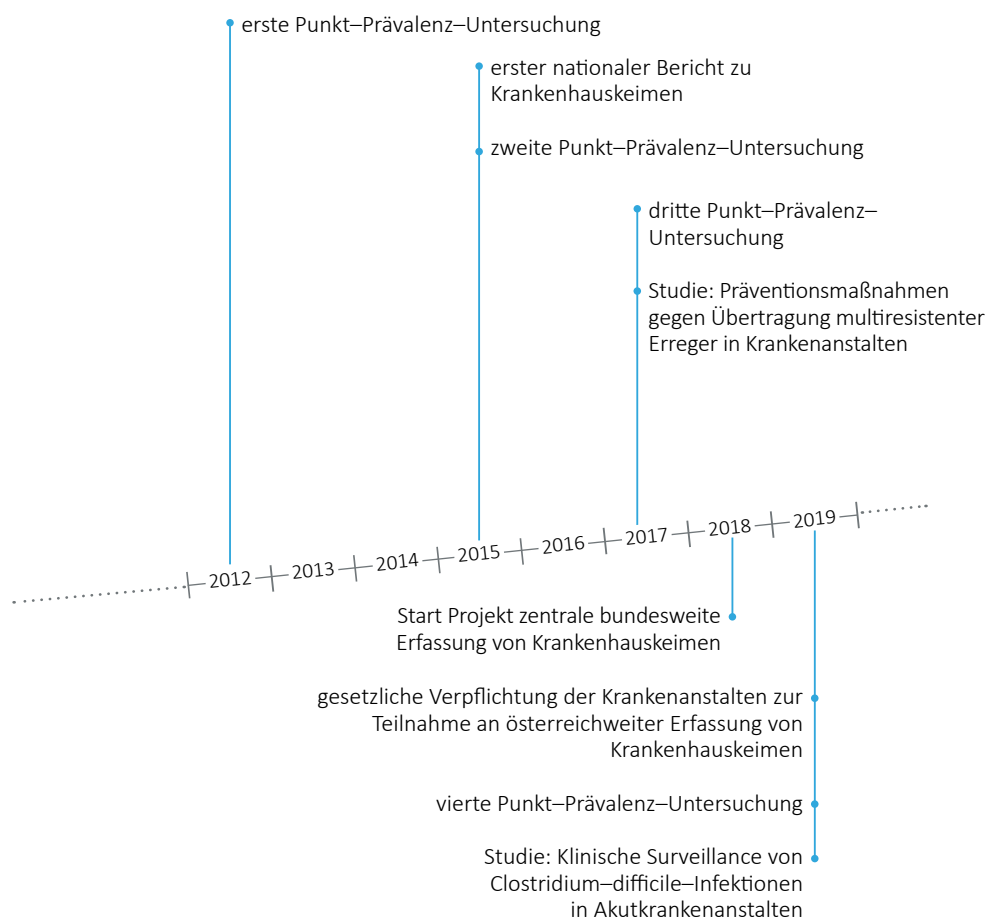 erste Punkt–Prävalenz–Untersuchung
erster nationaler Bericht zu
Krankenhauskeimen
zweite Punkt–Prävalenz–Untersuchung
dritte Punkt–Prävalenz–
Untersuchung
Studie: Präventionsmaßnahmen
gegen Übertragung multiresistenter
Erreger in Krankenanstalten
2012 2013 2014 2015 2016 2017 2018 2019
Start Projekt zentrale bundesweite
Erfassung von Krankenhauskeimen
gesetzliche Verpflichtung der Krankenanstalten zur
Teilnahme an österreichweiter Erfassung von
Krankenhauskeimen
vierte Punkt–Prävalenz–Untersuchung
Studie: Klinische Surveillance von
Clostridium–difficile–Infektionen
in Akutkrankenanstalten